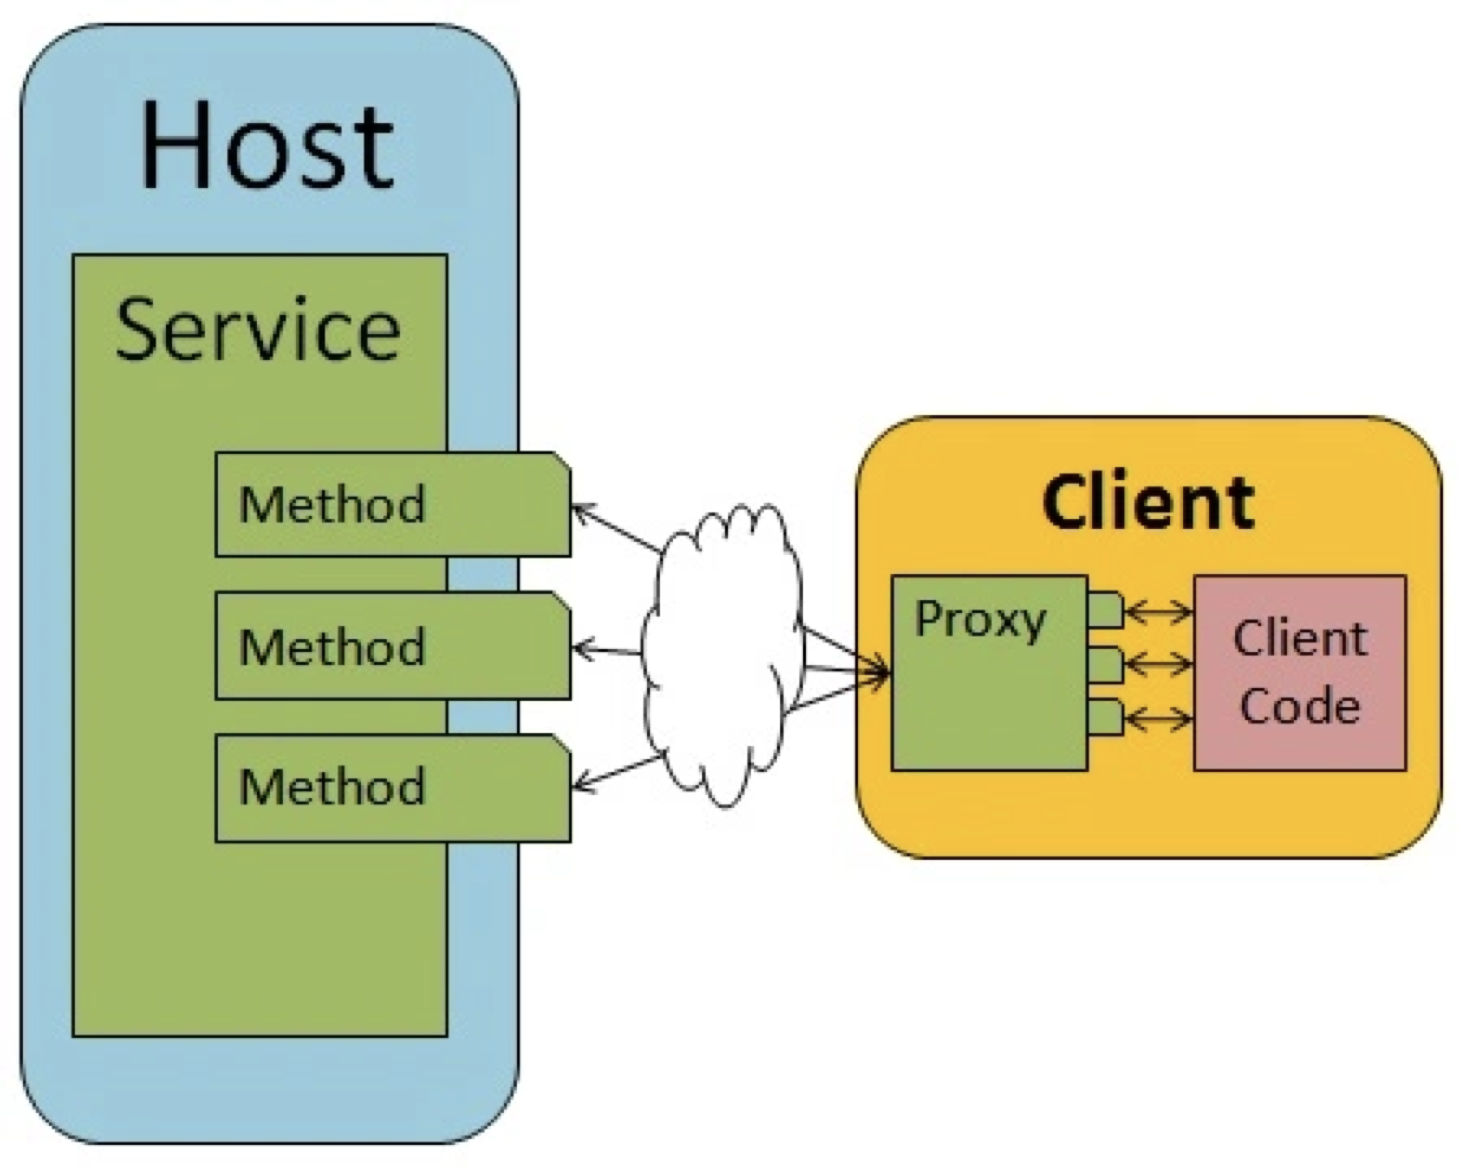 Host
Service
Method
Method
Method
Client
Proxy
Client
Code